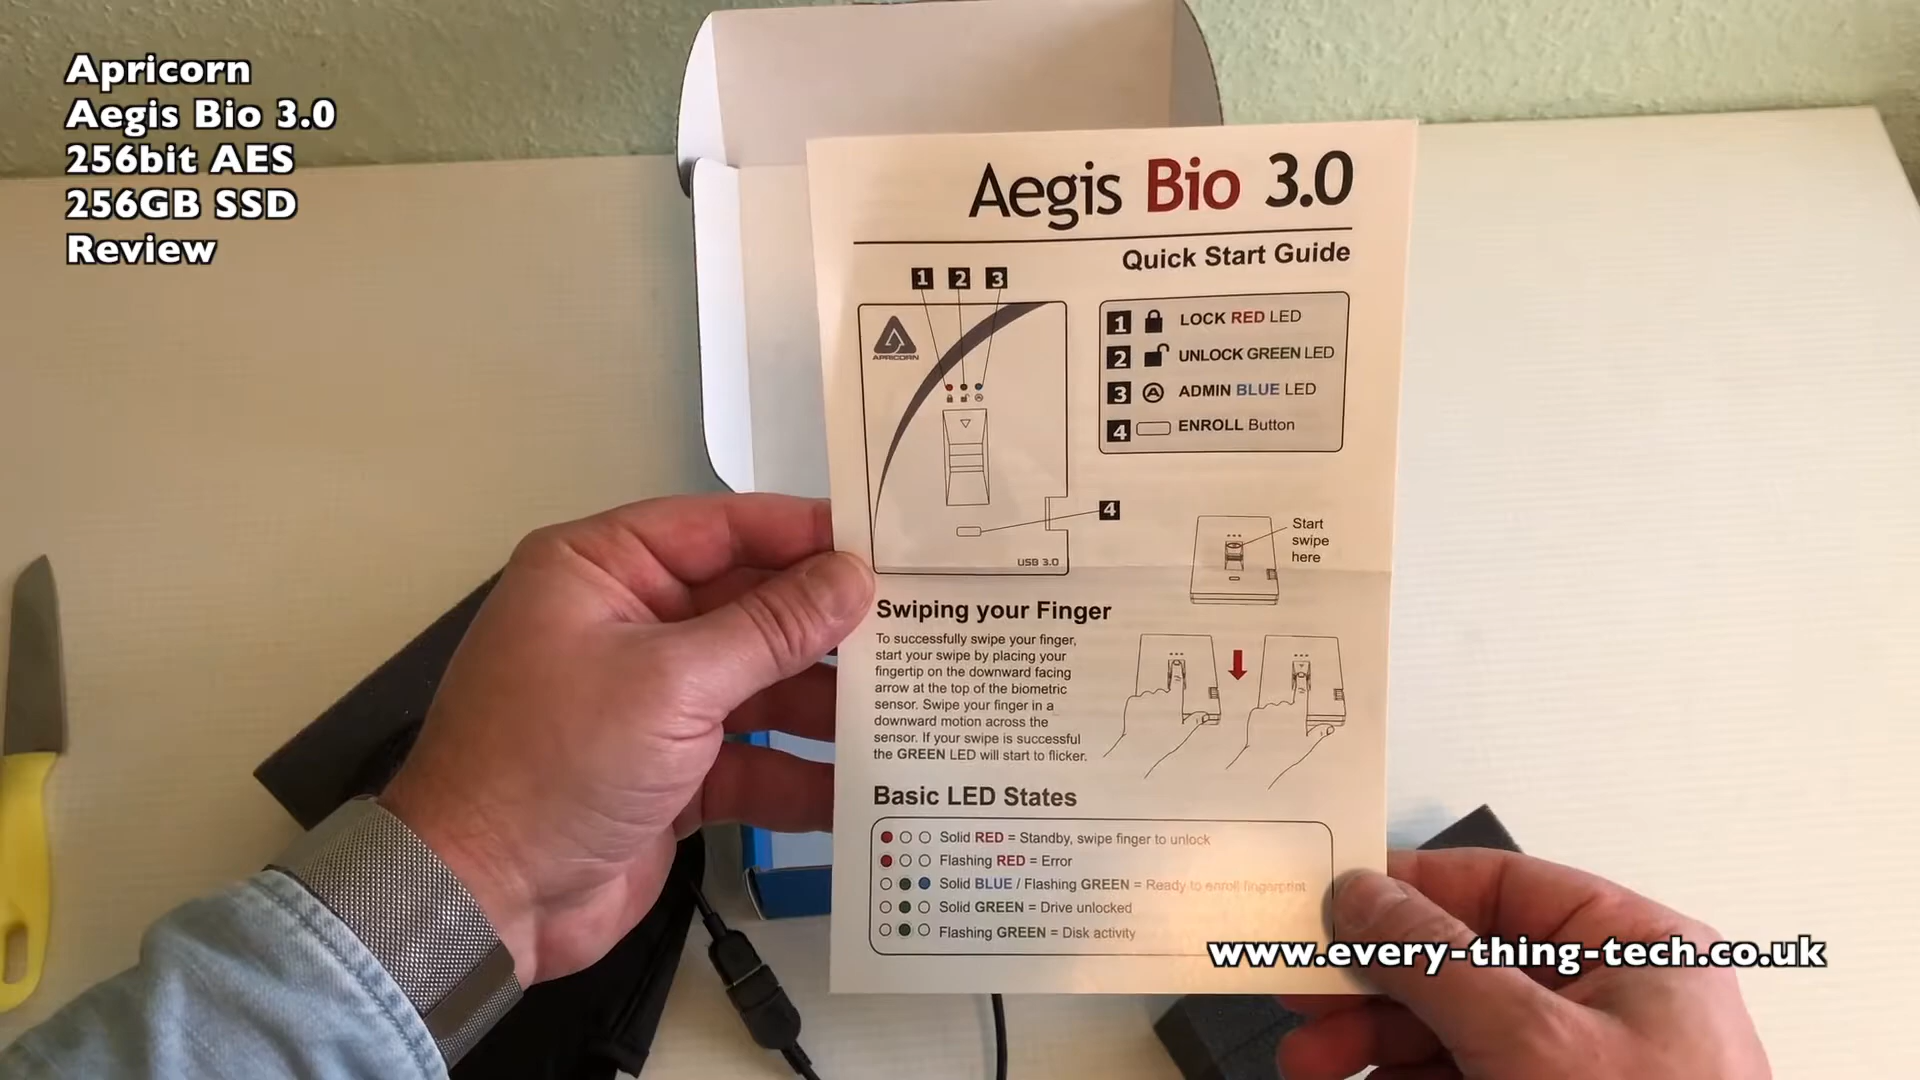 Apricorn
Aegis Bio 3.0
256bit AES
256GB SSD
Review
Aegis Bio 3.0
Quick Start Guide
1 2 3
APRICORN
1 LOCK RED LED
2 UNLOCK GREEN LED
3 A ADMIN BLUE LED
4 ENROLL Button
4
USB 3.0
Start
swipe
here
Swiping your Finger
To successfully swipe your finger,
start your swipe by placing your
fingertip on the downward facing
arrow at the top of the biometric
sensor. Swipe your finger in a
downward motion across the
sensor. If your swipe is successful
the GREEN LED will start to flicker.
Basic LED States
Solid RED = Standby, swipe finger to unlock
Flashing RED = Error
Solid BLUE / Flashing GREEN = Ready to enroll fingerprint
Solid GREEN = Drive unlocked
Flashing GREEN = Disk activity
www.every-thing-tech.co.uk